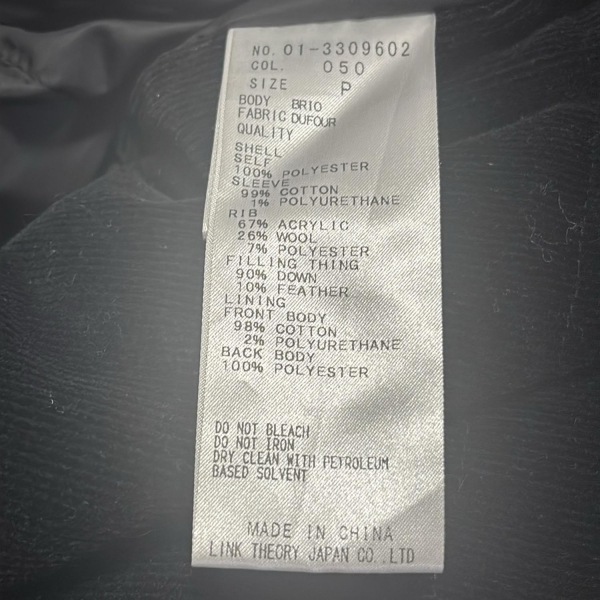 NO. 01-3309602
COL. 050
SIZE P
BODY BRIO
FABRIC DUFOUR
QUALITY
SHELL
SELF
100% POLYESTER
SLEEVE
99% COTTON
1% POLYURETHANE
RIB
67% ACRYLIC
26% WOOL
7% POLYESTER
FILLING THING
90% DOWN
10% FEATHER
LINING
FRONT BODY
98% COTTON
2% POLYURETHANE
BACK BODY
100% POLYESTER
DO NOT BLEACH
DO NOT IRON
DRY CLEAN WITH PETROLEUM
BASED SOLVENT
MADE IN CHINA
LINK THEORY JAPAN CO.,LTD